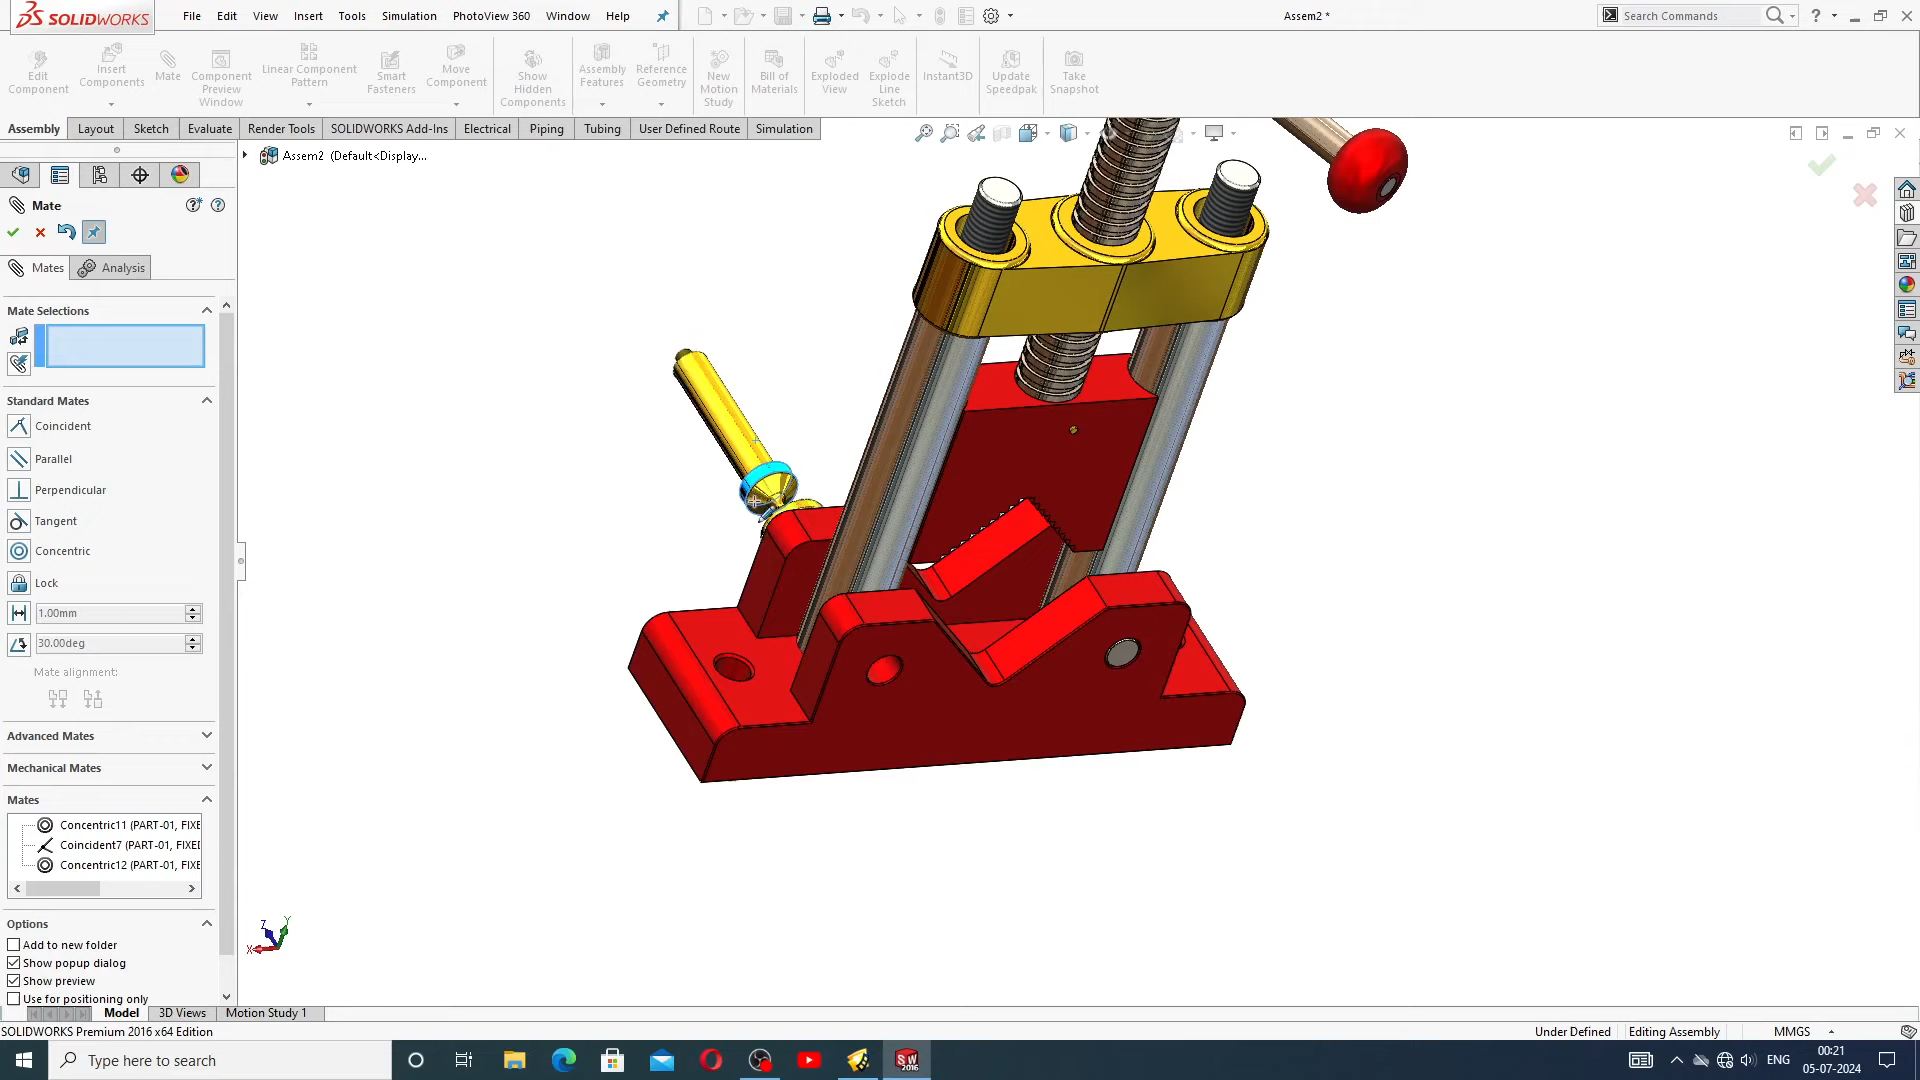 SOLIDWORKS
File Edit View Insert Tools Simulation PhotoView 360 Window Help
Assem2 *
Search Commands
Edit Component
Insert Components
Mate
Component Preview Window
Linear Component Pattern
Smart Fasteners
Move Component
Show Hidden Components
Assembly Features
Reference Geometry
New Motion Study
Bill of Materials
Exploded View
Explode Line Sketch
Instant3D
Update Speedpak
Take Snapshot
Assembly Layout Sketch Evaluate Render Tools SOLIDWORKS Add-Ins Electrical Piping Tubing User Defined Route Simulation
Assem2 (Default<Display...
Mate
Mates Analysis
Mate Selections
Standard Mates
Coincident
Parallel
Perpendicular
Tangent
Concentric
Lock
1.00mm
30.00deg
Mate alignment:
Advanced Mates
Mechanical Mates
Mates
Concentric11 (PART-01, FIXE
Coincident7 (PART-01, FIXE
Concentric12 (PART-01, FIXE
Options
Add to new folder
Show popup dialog
Show preview
Use for positioning only
Z Y X
Model 3D Views Motion Study 1
SOLIDWORKS Premium 2016 x64 Edition
Under Defined Editing Assembly MMGS
Type here to search
SW 2016
ENG
00:21
05-07-2024